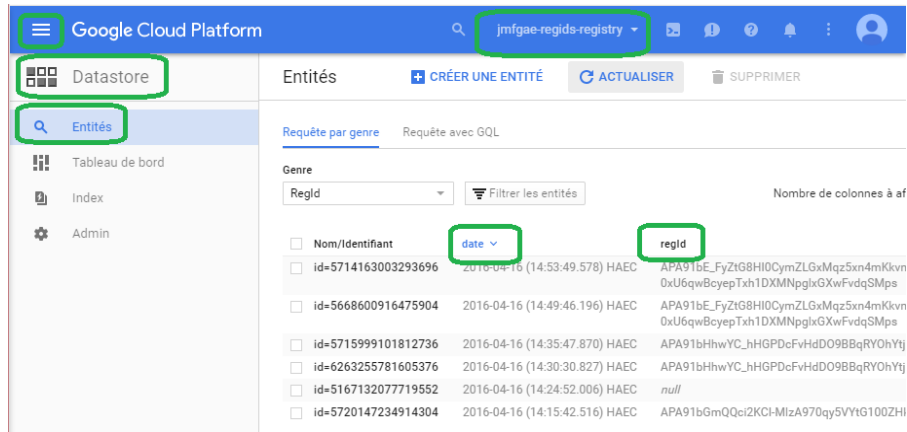 Google Cloud Platform jmfgae-regids-registry
Datastore Entités CRÉER UNE ENTITÉ ACTUALISER SUPPRIMER
Entités
Requête par genre Requête avec GQL
Tableau de bord
Genre
Index RegId Filtrer les entités Nombre de colonnes à af
Admin
Nom/Identifiant date regId
id=5714163003293696 2016-04-16 (14:53:49.578) HAEC APA91bE_FyZtG8HI0CymZLGxMqz5xn4mKkvn
0xU6qwBcyepTxh1DXMNpglxGXwFvdqSMps
id=5668600916475904 2016-04-16 (14:49:46.196) HAEC APA91bE_FyZtG8HI0CymZLGxMqz5xn4mKkvn
0xU6qwBcyepTxh1DXMNpglxGXwFvdqSMps
id=5715999101812736 2016-04-16 (14:35:47.870) HAEC APA91bHhwYC_hHGPDcFvHdDO9BBqRYOhYtj
id=6263255781605376 2016-04-16 (14:30:30.827) HAEC APA91bHhwYC_hHGPDcFvHdDO9BBqRYOhYtj
id=5167132077719552 2016-04-16 (14:24:52.006) HAEC null
id=5720147234914304 2016-04-16 (14:15:42.516) HAEC APA91bGmQQci2KCl-MlzA970qy5VYtG100ZH